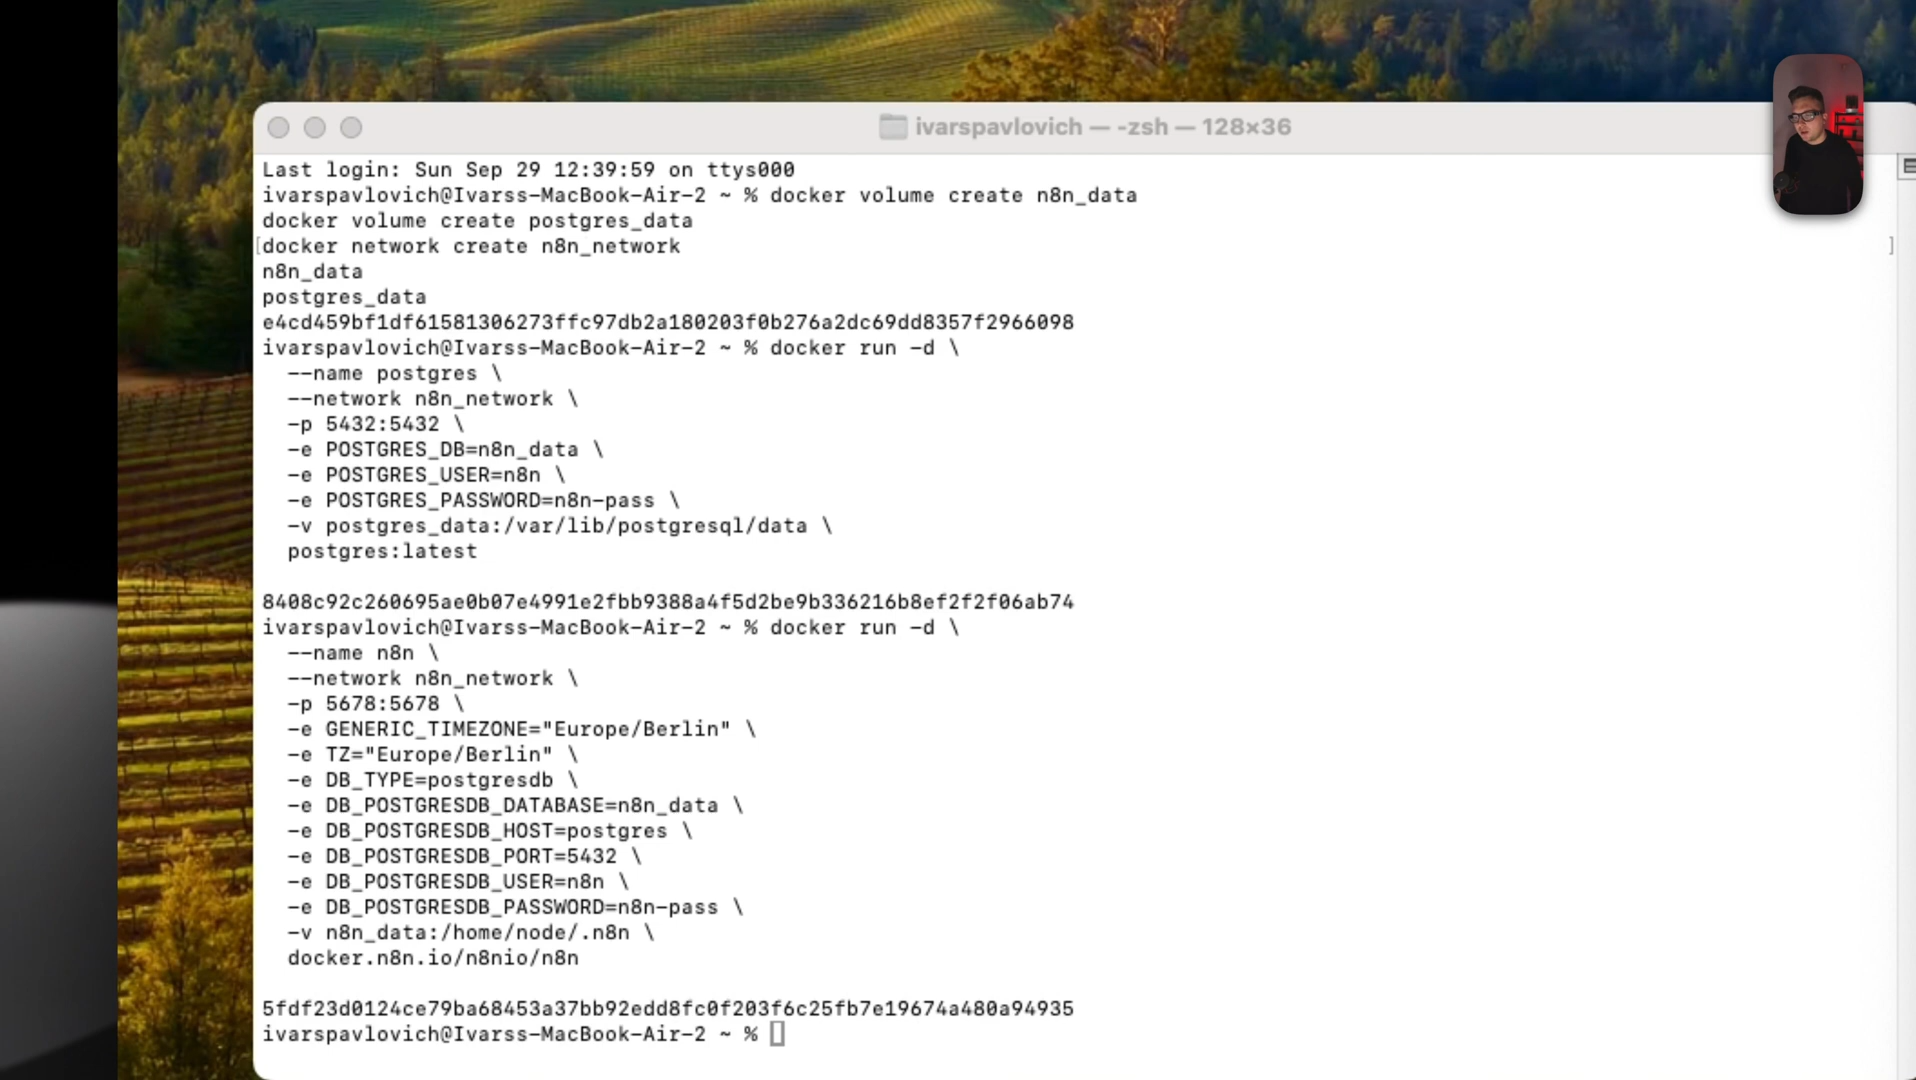 ivarspavlovich — -zsh — 128×36
Last login: Sun Sep 29 12:39:59 on ttys000
ivarspavlovich@Ivarss-MacBook-Air-2 ~ % docker volume create n8n_data
docker volume create postgres_data
[docker network create n8n_network ]
n8n_data
postgres_data
e4cd459bf1df61581306273ffc97db2a180203f0b276a2dc69dd8357f2966098
ivarspavlovich@Ivarss-MacBook-Air-2 ~ % docker run -d \
--name postgres \
--network n8n_network \
-p 5432:5432 \
-e POSTGRES_DB=n8n_data \
-e POSTGRES_USER=n8n \
-e POSTGRES_PASSWORD=n8n-pass \
-v postgres_data:/var/lib/postgresql/data \
postgres:latest
8408c92c260695ae0b07e4991e2fbb9388a4f5d2be9b336216b8ef2f2f06ab74
ivarspavlovich@Ivarss-MacBook-Air-2 ~ % docker run -d \
--name n8n \
--network n8n_network \
-p 5678:5678 \
-e GENERIC_TIMEZONE="Europe/Berlin" \
-e TZ="Europe/Berlin" \
-e DB_TYPE=postgresdb \
-e DB_POSTGRESDB_DATABASE=n8n_data \
-e DB_POSTGRESDB_HOST=postgres \
-e DB_POSTGRESDB_PORT=5432 \
-e DB_POSTGRESDB_USER=n8n \
-e DB_POSTGRESDB_PASSWORD=n8n-pass \
-v n8n_data:/home/node/.n8n \
docker.n8n.io/n8nio/n8n
5fdf23d0124ce79ba68453a37bb92edd8fc0f203f6c25fb7e19674a480a94935
ivarspavlovich@Ivarss-MacBook-Air-2 ~ %